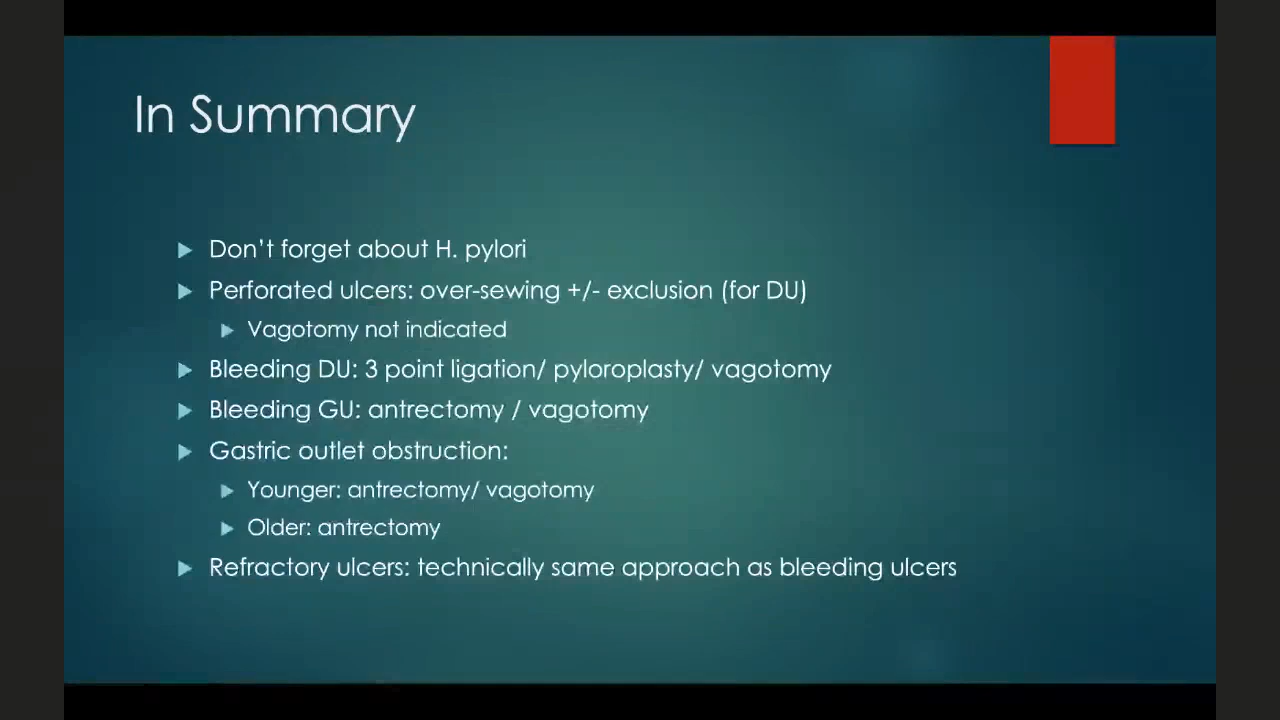 In Summary
Don't forget about H. pylori
Perforated ulcers: over-sewing +/- exclusion (for DU)
Vagotomy not indicated
Bleeding DU: 3 point ligation/ pyloroplasty/ vagotomy
Bleeding GU: antrectomy / vagotomy
Gastric outlet obstruction:
Younger: antrectomy/ vagotomy
Older: antrectomy
Refractory ulcers: technically same approach as bleeding ulcers